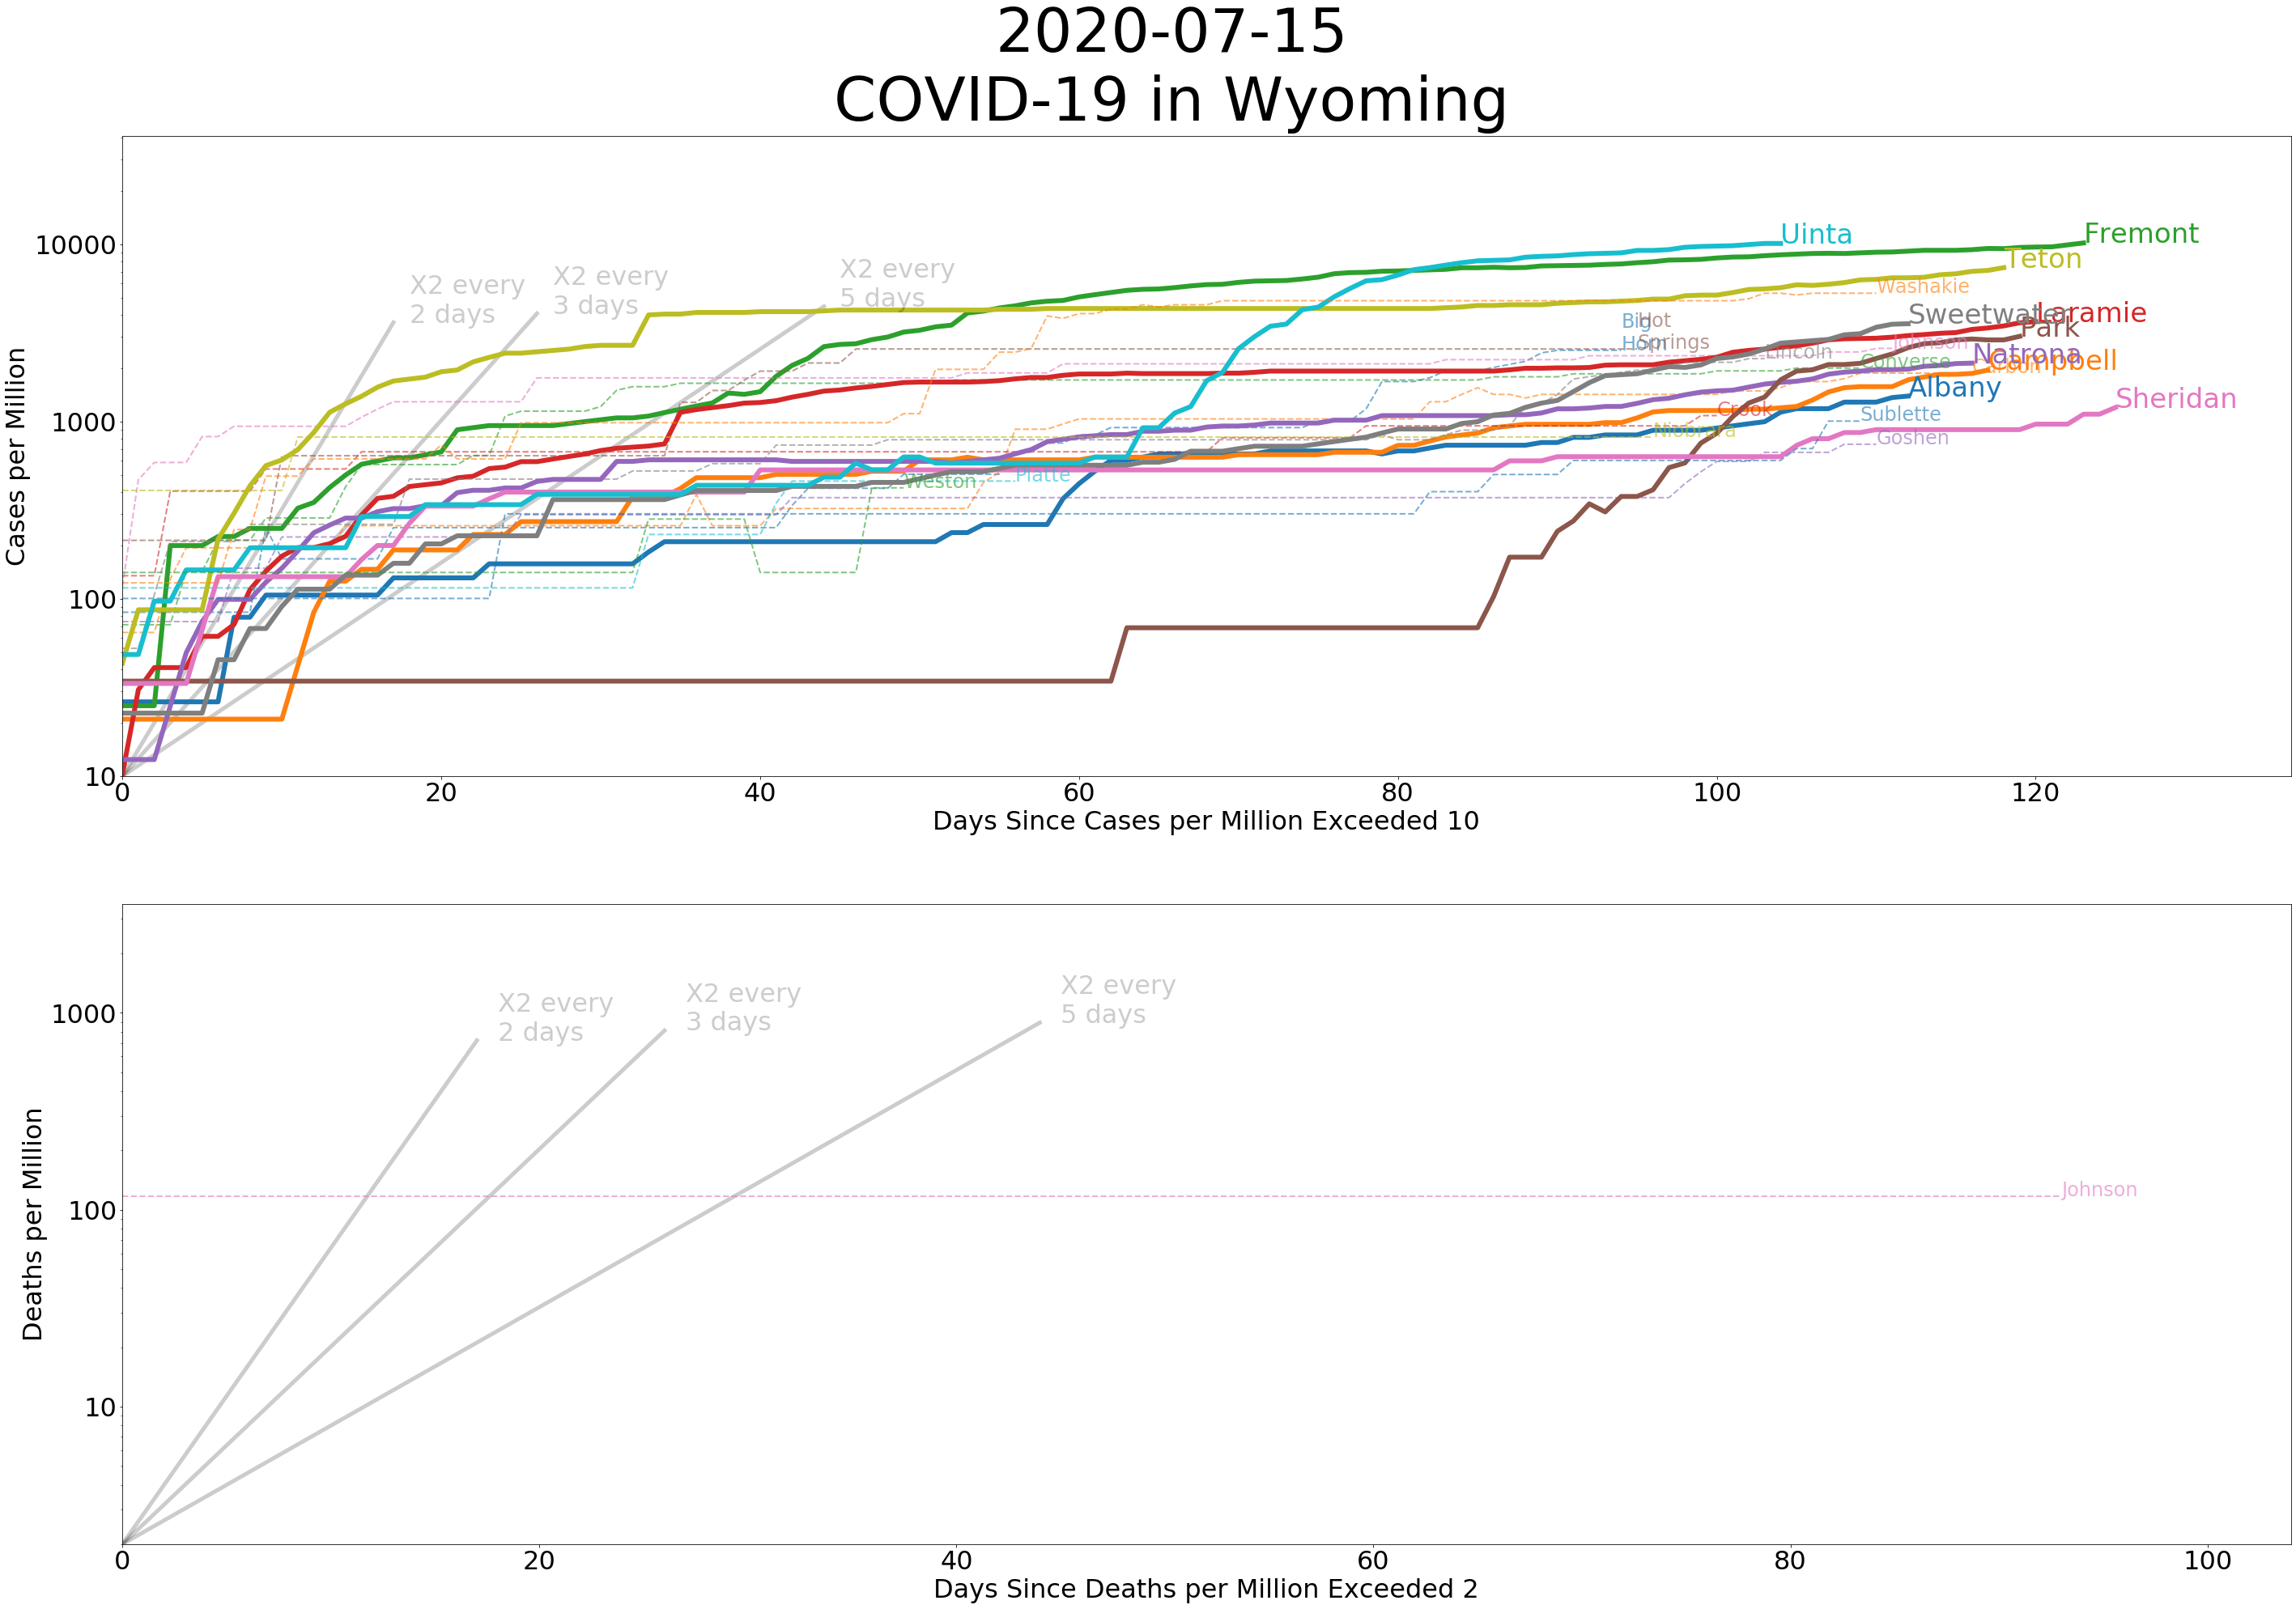 2020-07-15
COVID-19 in Wyoming
Cases per Million
10000
1000
100
10
X2 every
2 days
X2 every
3 days
X2 every
5 days
Uinta
Fremont
Teton
Washakie
Big
Horn
Hot
Springs
Sweetwater
Laramie
Park
Johnson
Lincoln
Converse
Natrona
Campbell
Carbon
Albany
Sheridan
Crook
Sublette
Niobrara
Goshen
Platte
Weston
0
20
40
60
80
100
120
Days Since Cases per Million Exceeded 10
Deaths per Million
1000
100
10
X2 every
2 days
X2 every
3 days
X2 every
5 days
Johnson
0
20
40
60
80
100
Days Since Deaths per Million Exceeded 2